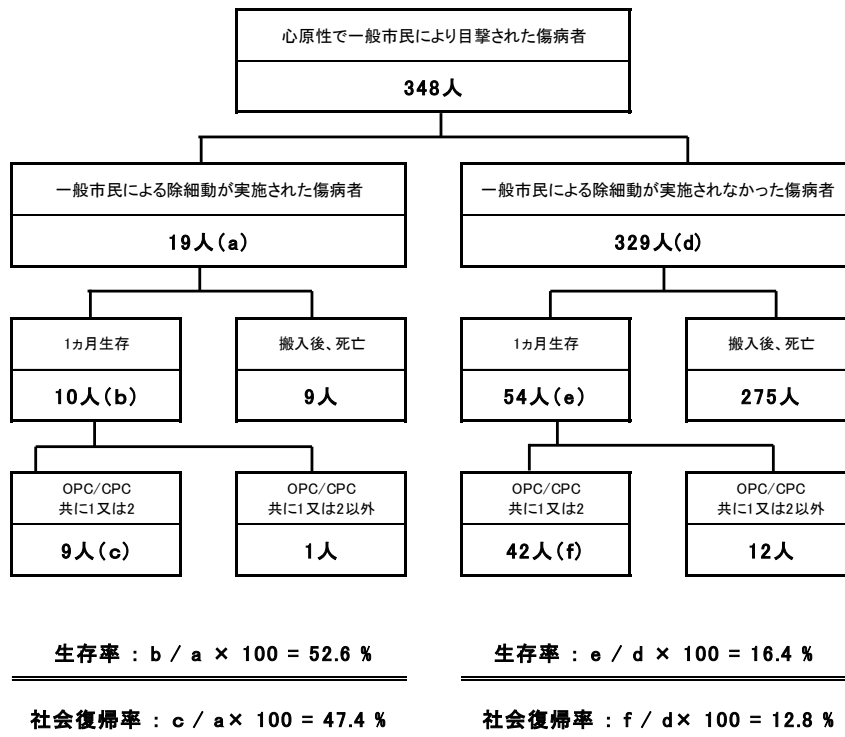 心原性で一般市民により目撃された傷病者
348人
一般市民による除細動が実施された傷病者
19人(a)
一般市民による除細動が実施されなかった傷病者
329人(d)
1ヵ月生存
10人(b)
搬入後、死亡
9人
1ヵ月生存
54人(e)
搬入後、死亡
275人
OPC/CPC
共に1又は2
9人(c)
OPC/CPC
共に1又は2以外
1人
OPC/CPC
共に1又は2
42人(f)
OPC/CPC
共に1又は2以外
12人
生存率 : b / a × 100 = 52.6 %
生存率 : e / d × 100 = 16.4 %
社会復帰率 : c / a× 100 = 47.4 %
社会復帰率 : f / d× 100 = 12.8 %